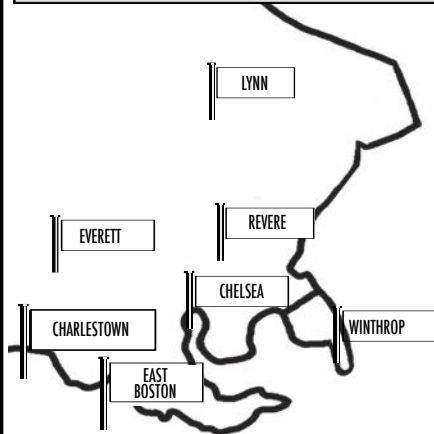 LYNN
REVERE
EVERETT
CHELSEA
CHARLESTOWN
WINTHROP
EAST
BOSTON